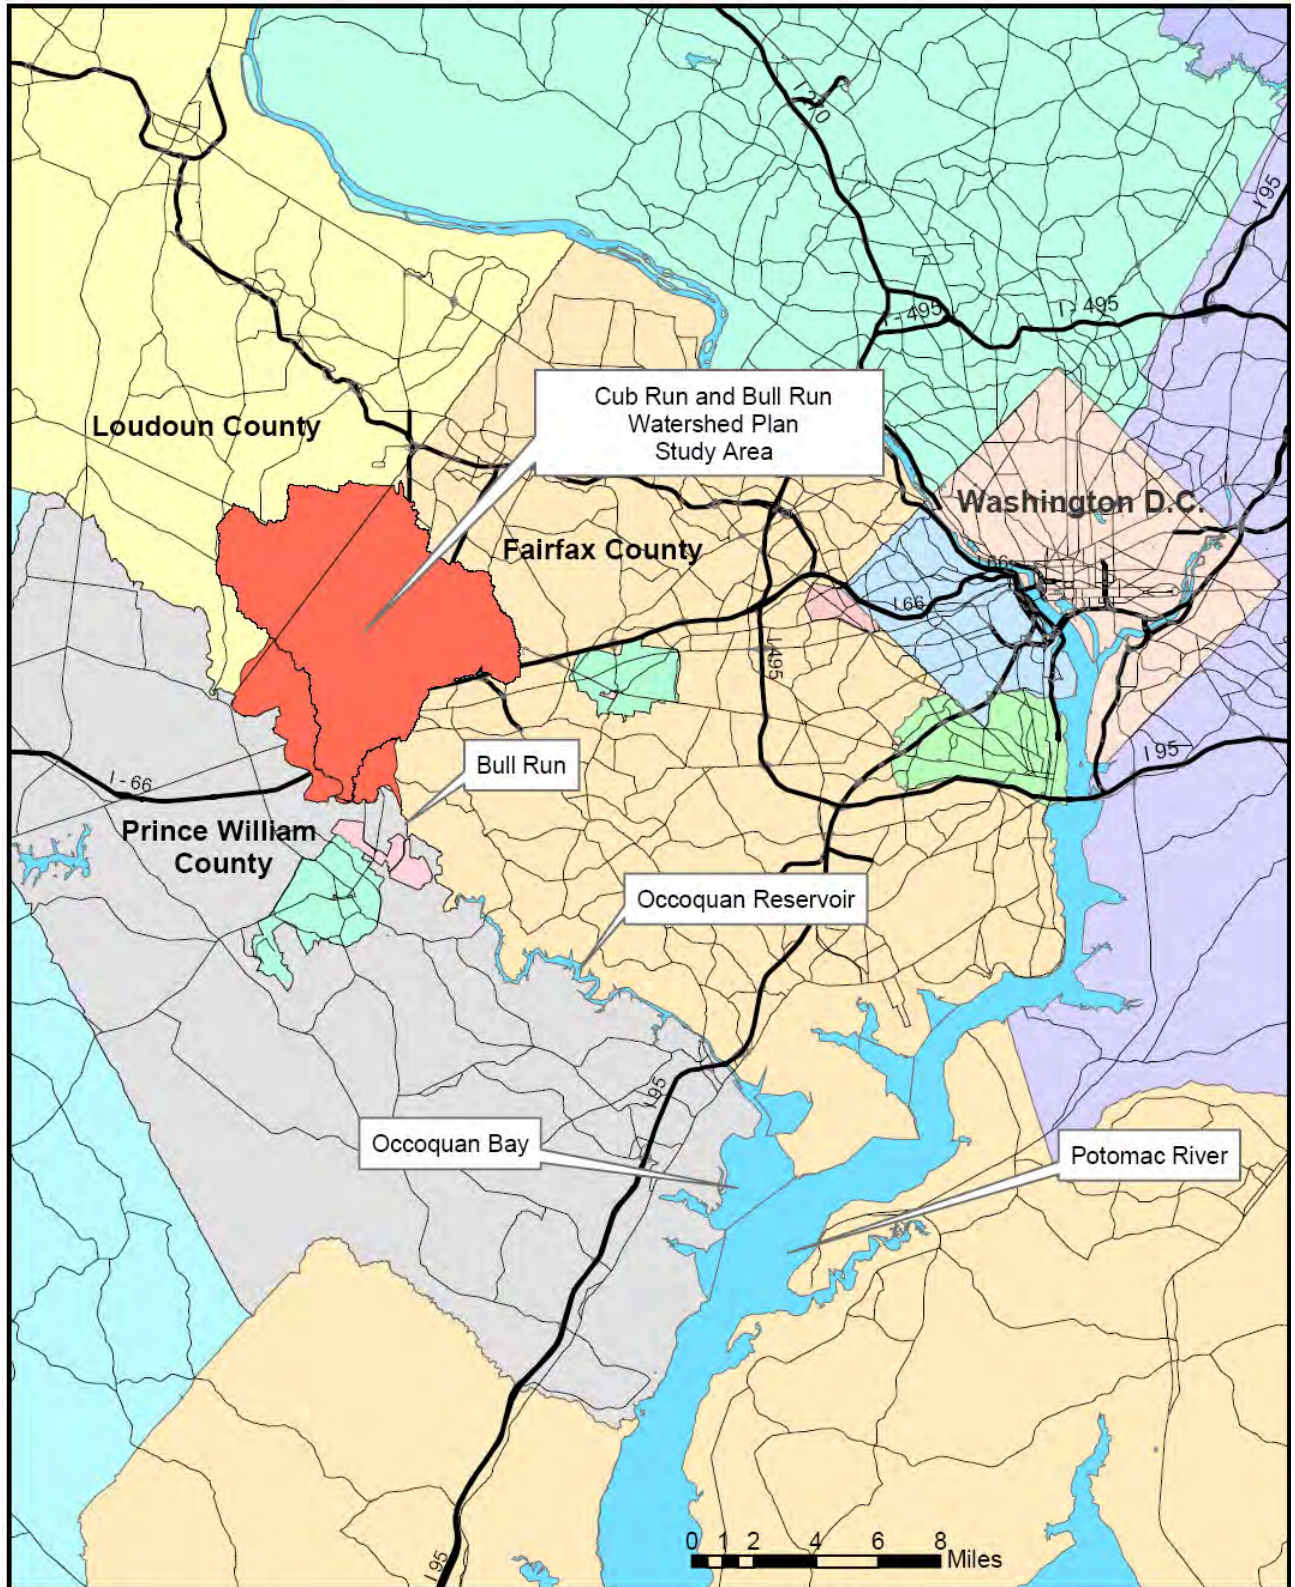 I 270
I 95
I - 495
I - 495
Cub Run and Bull Run
Watershed Plan
Study Area
Loudoun County
Washington D.C.
Fairfax County
I 66
I 66
I 495
Bull Run
I 95
I - 66
Prince William
County
Occoquan Reservoir
I 95
Occoquan Bay
Potomac River
0 1 2 4 6 8
Miles
I 95